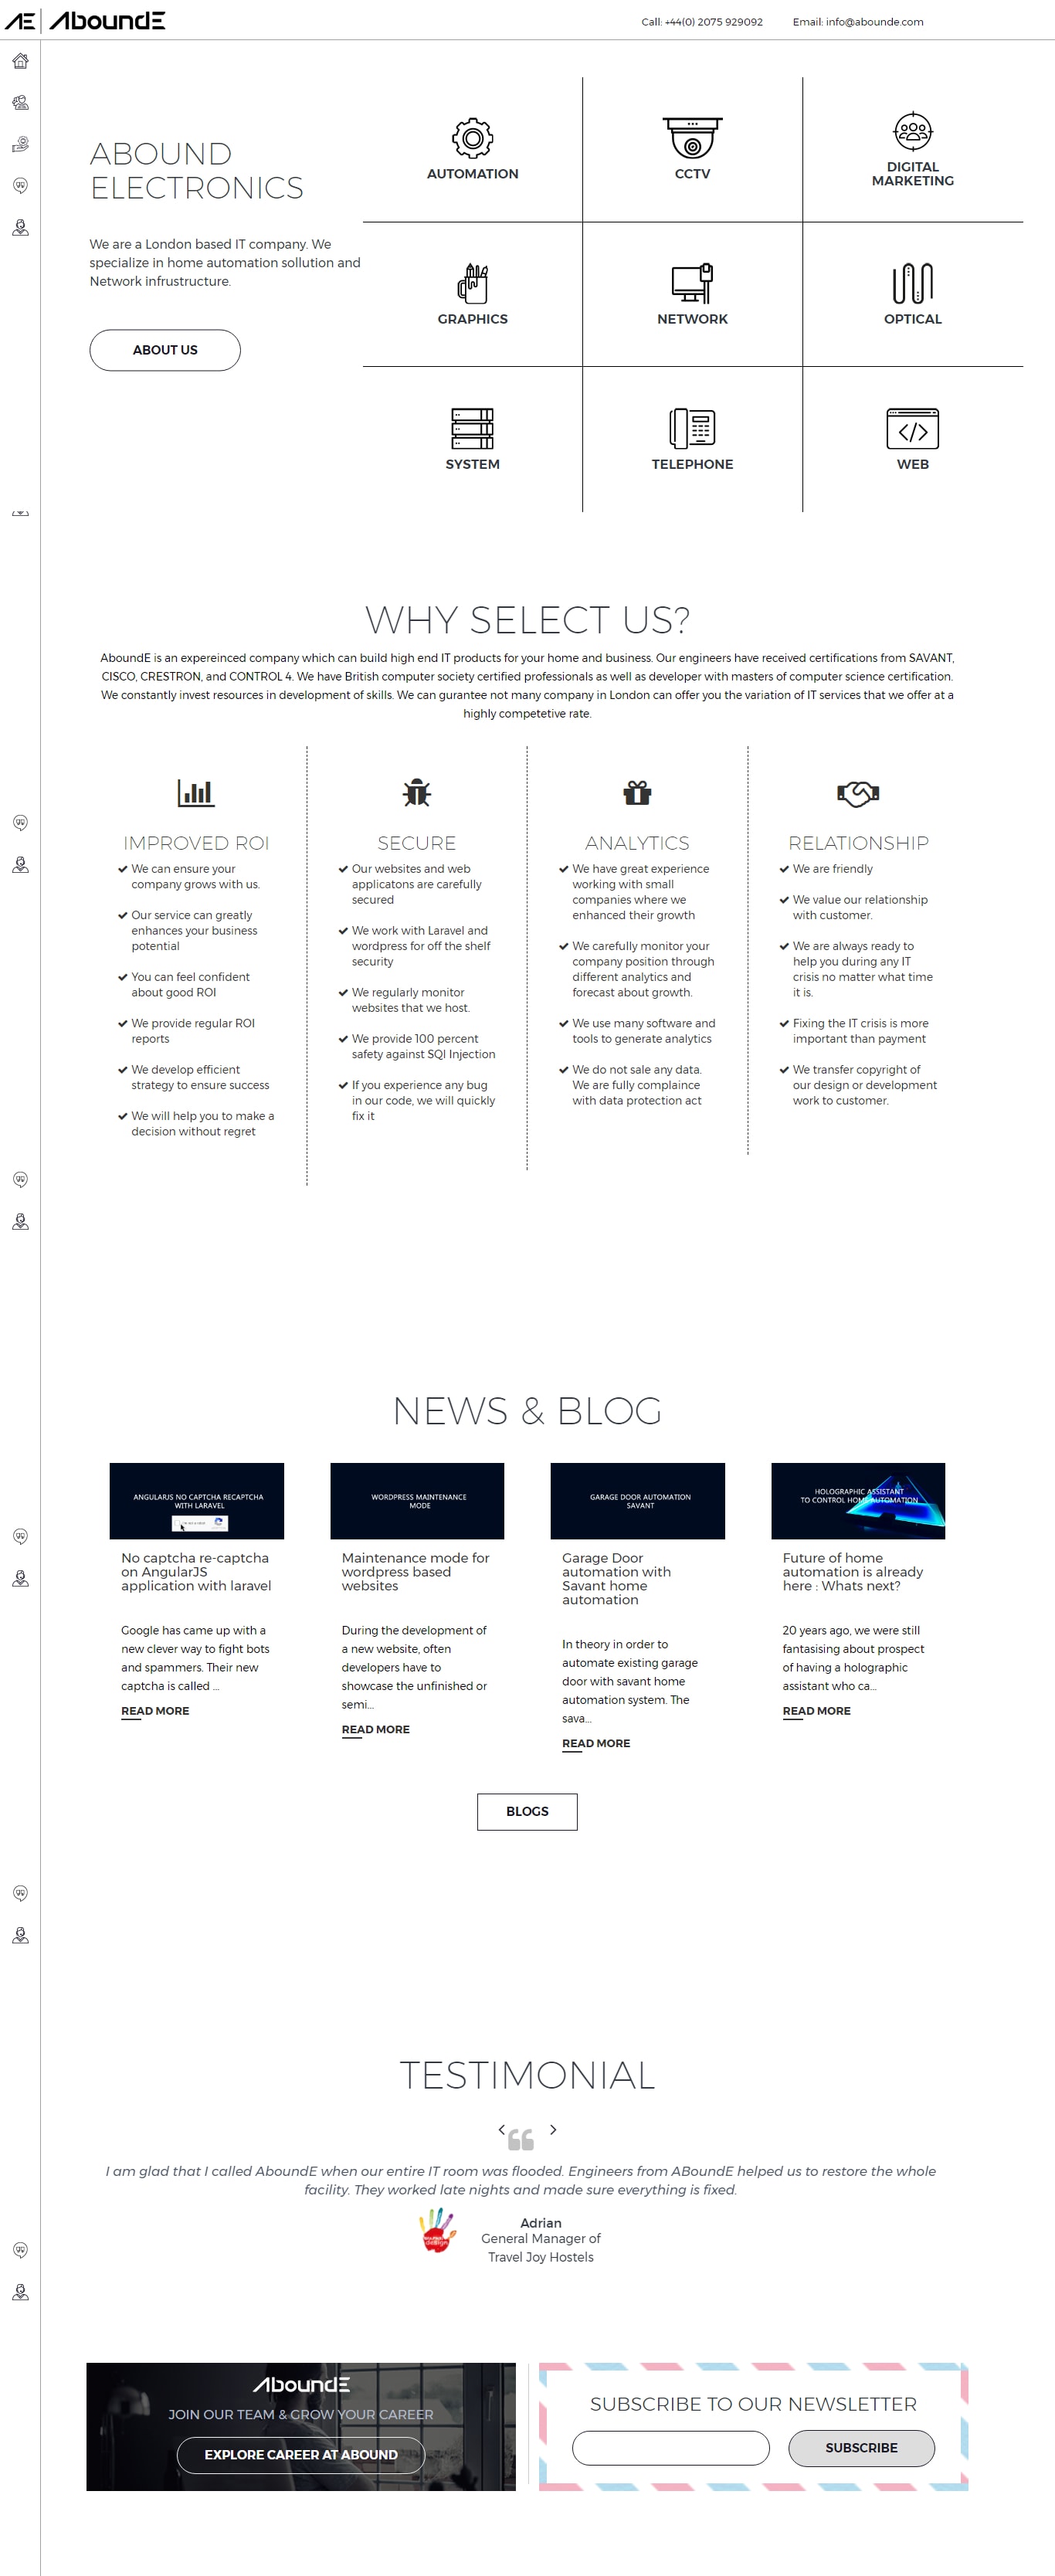 AE | AboundE
Call: +44(0) 2075 929092
Email: info@abounde.com
ABOUND
ELECTRONICS
We are a London based IT company. We
specialize in home automation sollution and
Network infrustructure.
ABOUT US
AUTOMATION
CCTV
DIGITAL
MARKETING
GRAPHICS
NETWORK
OPTICAL
SYSTEM
TELEPHONE
WEB
WHY SELECT US?
AboundE is an expereinced company which can build high end IT products for your home and business. Our engineers have received certifications from SAVANT,
CISCO, CRESTRON, and CONTROL 4. We have British computer society certified professionals as well as developer with masters of computer science certification.
We constantly invest resources in development of skills. We can gurantee not many company in London can offer you the variation of IT services that we offer at a
highly competetive rate.
IMPROVED ROI
We can ensure your
company grows with us.
Our service can greatly
enhances your business
potential
You can feel confident
about good ROI
We provide regular ROI
reports
We develop efficient
strategy to ensure success
We will help you to make a
decision without regret
SECURE
Our websites and web
applicatons are carefully
secured
We work with Laravel and
wordpress for off the shelf
security
We regularly monitor
websites that we host.
We provide 100 percent
safety against SQl Injection
If you experience any bug
in our code, we will quickly
fix it
ANALYTICS
We have great experience
working with small
companies where we
enhanced their growth
We carefully monitor your
company position through
different analytics and
forecast about growth.
We use many software and
tools to generate analytics
We do not sale any data.
We are fully complaince
with data protection act
RELATIONSHIP
We are friendly
We value our relationship
with customer.
We are always ready to
help you during any IT
crisis no matter what time
it is.
Fixing the IT crisis is more
important than payment
We transfer copyright of
our design or development
work to customer.
NEWS & BLOG
ANGULARJS NO CAPTCHA RECAPTCHA
WITH LARAVEL
No captcha re-captcha
on AngularJS
application with laravel
Google has came up with a
new clever way to fight bots
and spammers. Their new
captcha is called ...
READ MORE
WORDPRESS MAINTENANCE
MODE
Maintenance mode for
wordpress based
websites
During the development of
a new website, often
developers have to
showcase the unfinished or
semi...
READ MORE
GARAGE DOOR AUTOMATION
SAVANT
Garage Door
automation with
Savant home
automation
In theory in order to
automate existing garage
door with savant home
automation system. The
sava...
READ MORE
HOLOGRAPHIC ASSISTANT
TO CONTROL HOME AUTOMATION
Future of home
automation is already
here : Whats next?
20 years ago, we were still
fantasising about prospect
of having a holographic
assistant who ca...
READ MORE
BLOGS
TESTIMONIAL
I am glad that I called AboundE when our entire IT room was flooded. Engineers from ABoundE helped us to restore the whole
facility. They worked late nights and made sure everything is fixed.
Adrian
General Manager of
Travel Joy Hostels
AboundE
JOIN OUR TEAM & GROW YOUR CAREER
EXPLORE CAREER AT ABOUND
SUBSCRIBE TO OUR NEWSLETTER
SUBSCRIBE